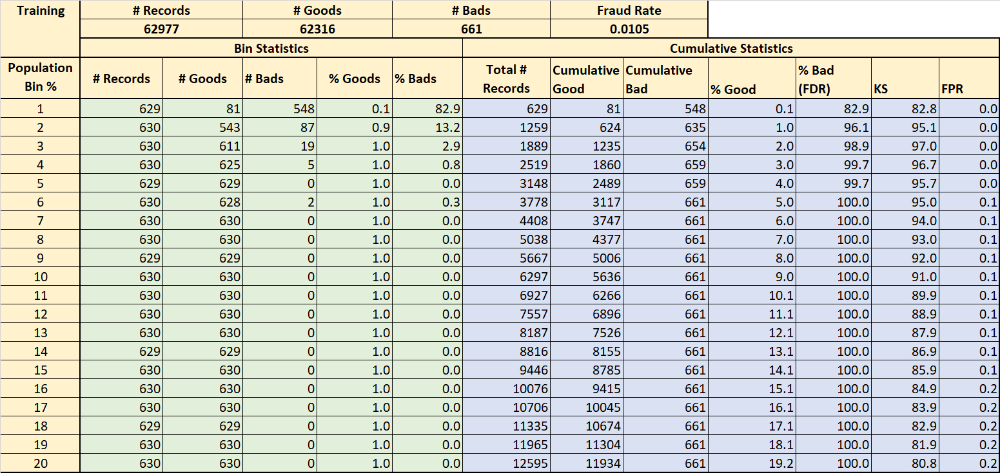 Training # Records # Goods # Bads Fraud Rate
62977 62316 661 0.0105
Bin Statistics Cumulative Statistics
Population Bin % # Records # Goods # Bads % Goods % Bads Total # Records Cumulative Good Cumulative Bad % Good % Bad (FDR) KS FPR
1 629 81 548 0.1 82.9 629 81 548 0.1 82.9 82.8 0.0
2 630 543 87 0.9 13.2 1259 624 635 1.0 96.1 95.1 0.0
3 630 611 19 1.0 2.9 1889 1235 654 2.0 98.9 97.0 0.0
4 630 625 5 1.0 0.8 2519 1860 659 3.0 99.7 96.7 0.0
5 629 629 0 1.0 0.0 3148 2489 659 4.0 99.7 95.7 0.0
6 630 628 2 1.0 0.3 3778 3117 661 5.0 100.0 95.0 0.1
7 630 630 0 1.0 0.0 4408 3747 661 6.0 100.0 94.0 0.1
8 630 630 0 1.0 0.0 5038 4377 661 7.0 100.0 93.0 0.1
9 629 629 0 1.0 0.0 5667 5006 661 8.0 100.0 92.0 0.1
10 630 630 0 1.0 0.0 6297 5636 661 9.0 100.0 91.0 0.1
11 630 630 0 1.0 0.0 6927 6266 661 10.1 100.0 89.9 0.1
12 630 630 0 1.0 0.0 7557 6896 661 11.1 100.0 88.9 0.1
13 630 630 0 1.0 0.0 8187 7526 661 12.1 100.0 87.9 0.1
14 629 629 0 1.0 0.0 8816 8155 661 13.1 100.0 86.9 0.1
15 630 630 0 1.0 0.0 9446 8785 661 14.1 100.0 85.9 0.1
16 630 630 0 1.0 0.0 10076 9415 661 15.1 100.0 84.9 0.2
17 630 630 0 1.0 0.0 10706 10045 661 16.1 100.0 83.9 0.2
18 629 629 0 1.0 0.0 11335 10674 661 17.1 100.0 82.9 0.2
19 630 630 0 1.0 0.0 11965 11304 661 18.1 100.0 81.9 0.2
20 630 630 0 1.0 0.0 12595 11934 661 19.2 100.0 80.8 0.2